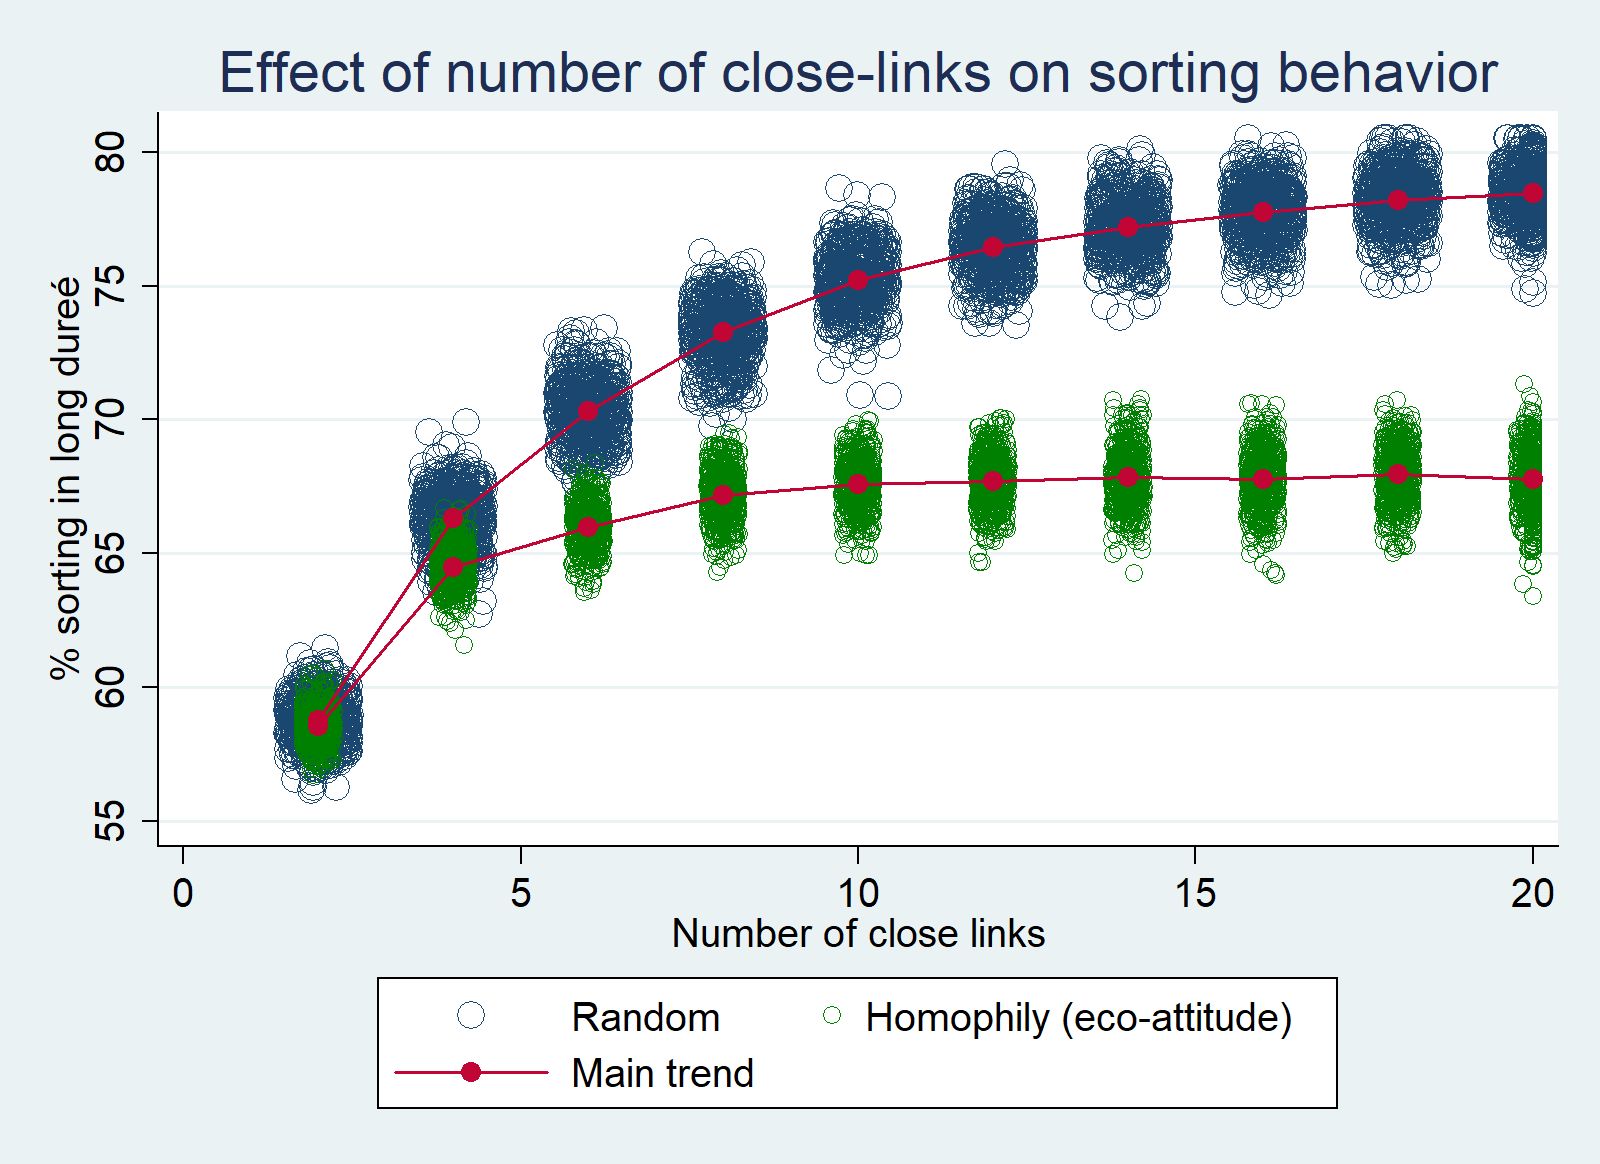 Effect of number of close-links on sorting behavior
% sorting in long dureé
80
75
70
65
60
55
0 5 10 15 20
Number of close links
Random Homophily (eco-attitude)
Main trend